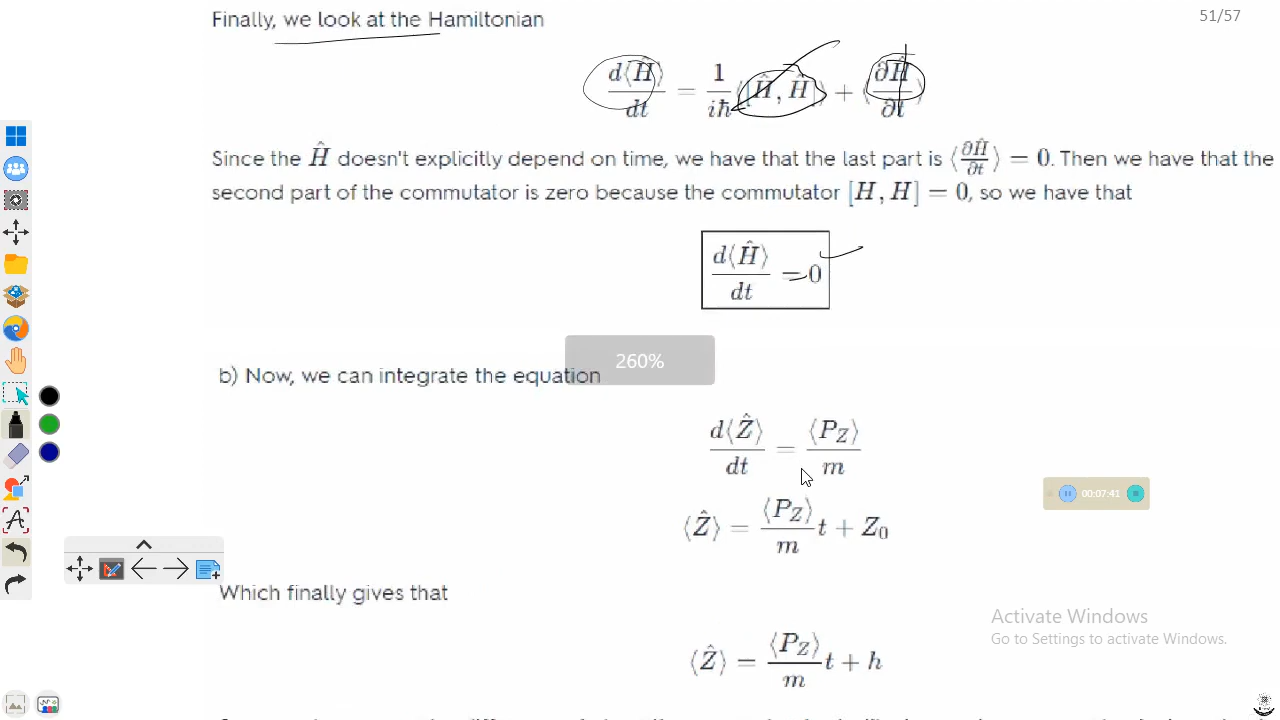 51/57
Finally, we look at the Hamiltonian
d⟨Ĥ⟩/dt = 1/iħ ⟨[Ĥ, Ĥ]⟩ + ⟨∂Ĥ/∂t⟩
Since the Ĥ doesn't explicitly depend on time, we have that the last part is ⟨∂Ĥ/∂t⟩ = 0. Then we have that the
second part of the commutator is zero because the commutator [H, H] = 0, so we have that
d⟨Ĥ⟩/dt = 0
260%
b) Now, we can integrate the equation
d⟨Ẑ⟩/dt = ⟨P_Z⟩/m
00:07:41
⟨Ẑ⟩ = ⟨P_Z⟩/m t + Z₀
Which finally gives that
Activate Windows
Go to Settings to activate Windows.
⟨Ẑ⟩ = ⟨P_Z⟩/m t + h